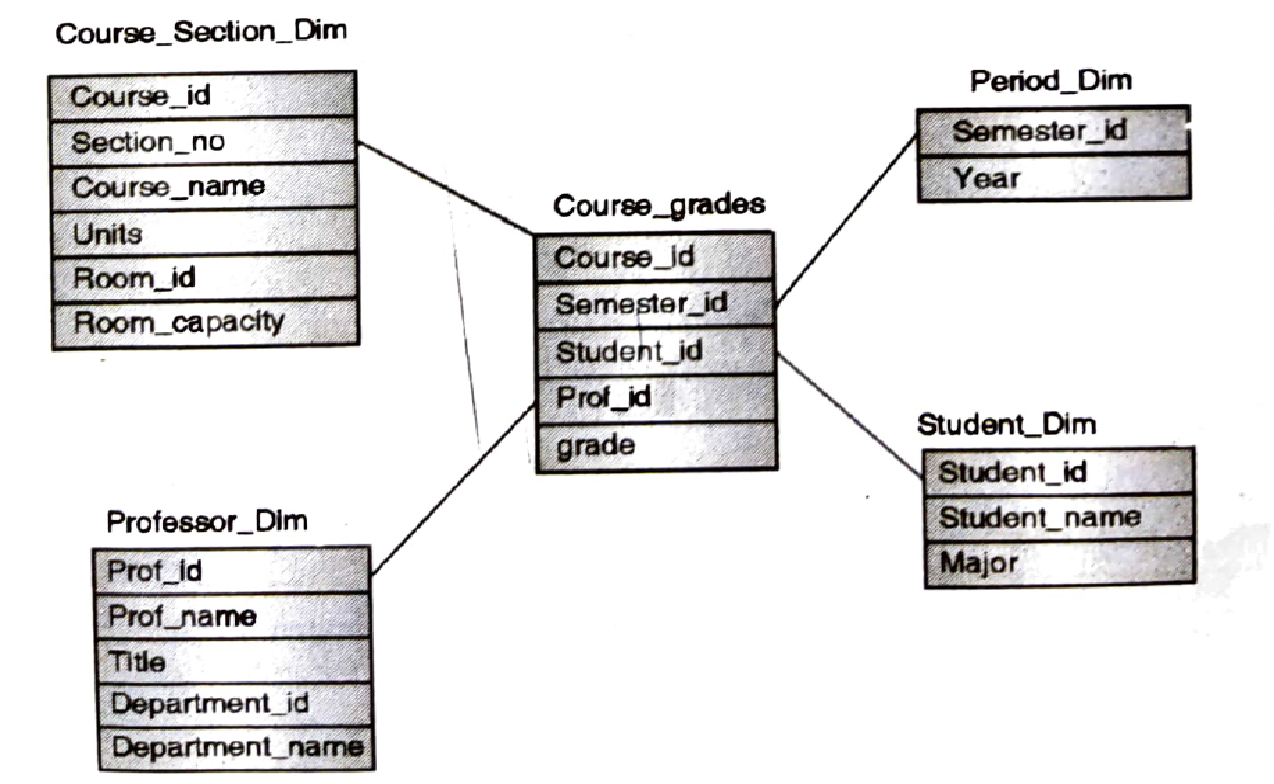 Course_Section_Dim
Course_id
Section_no
Course_name
Units
Room_id
Room_capacity
Period_Dim
Semester_id
Year
Course_grades
Course_id
Semester_id
Student_id
Prof_id
grade
Student_Dim
Student_id
Student_name
Major
Professor_Dim
Prof_id
Prof_name
Title
Department_id
Department_name